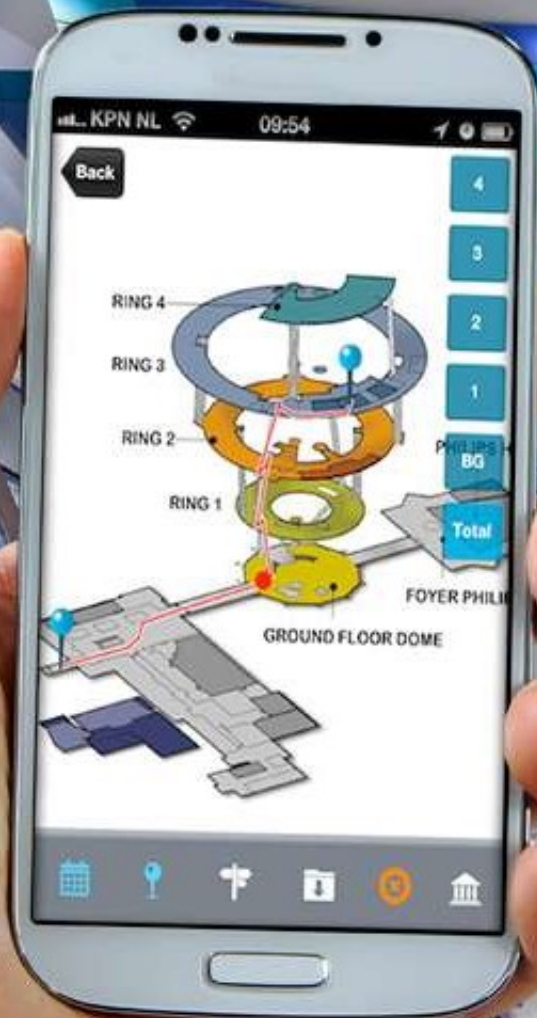 KPN NL
09:54
Back
4
3
2
1
BG
Total
RING 4
RING 3
RING 2
RING 1
PHILIPS H
FOYER PHILI
GROUND FLOOR DOME